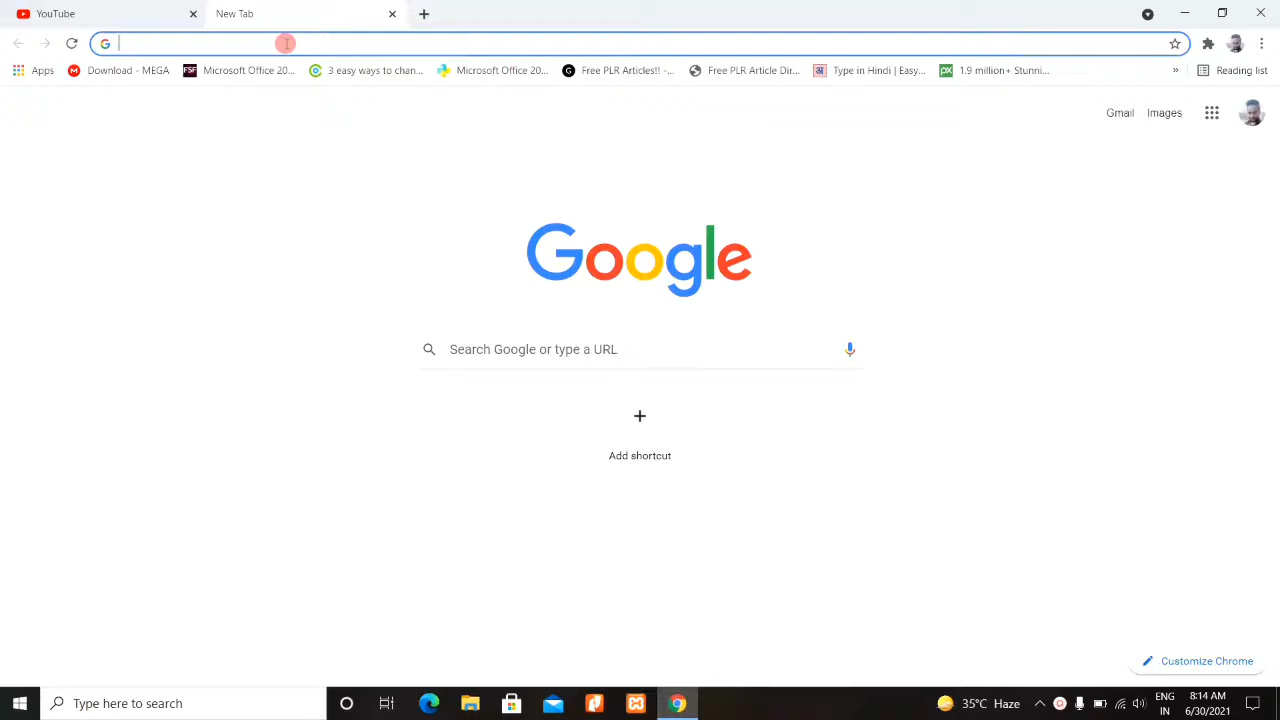 YouTube
New Tab
Apps
Download - MEGA
Microsoft Office 20...
3 easy ways to chan...
Microsoft Office 20...
Free PLR Articles!! -...
Free PLR Article Dir...
Type in Hindi | Easy...
1.9 million+ Stunni...
»
Reading list
Gmail
Images
Google
Search Google or type a URL
Add shortcut
Customize Chrome
Type here to search
35°C Haze
ENG
IN
8:14 AM
6/30/2021